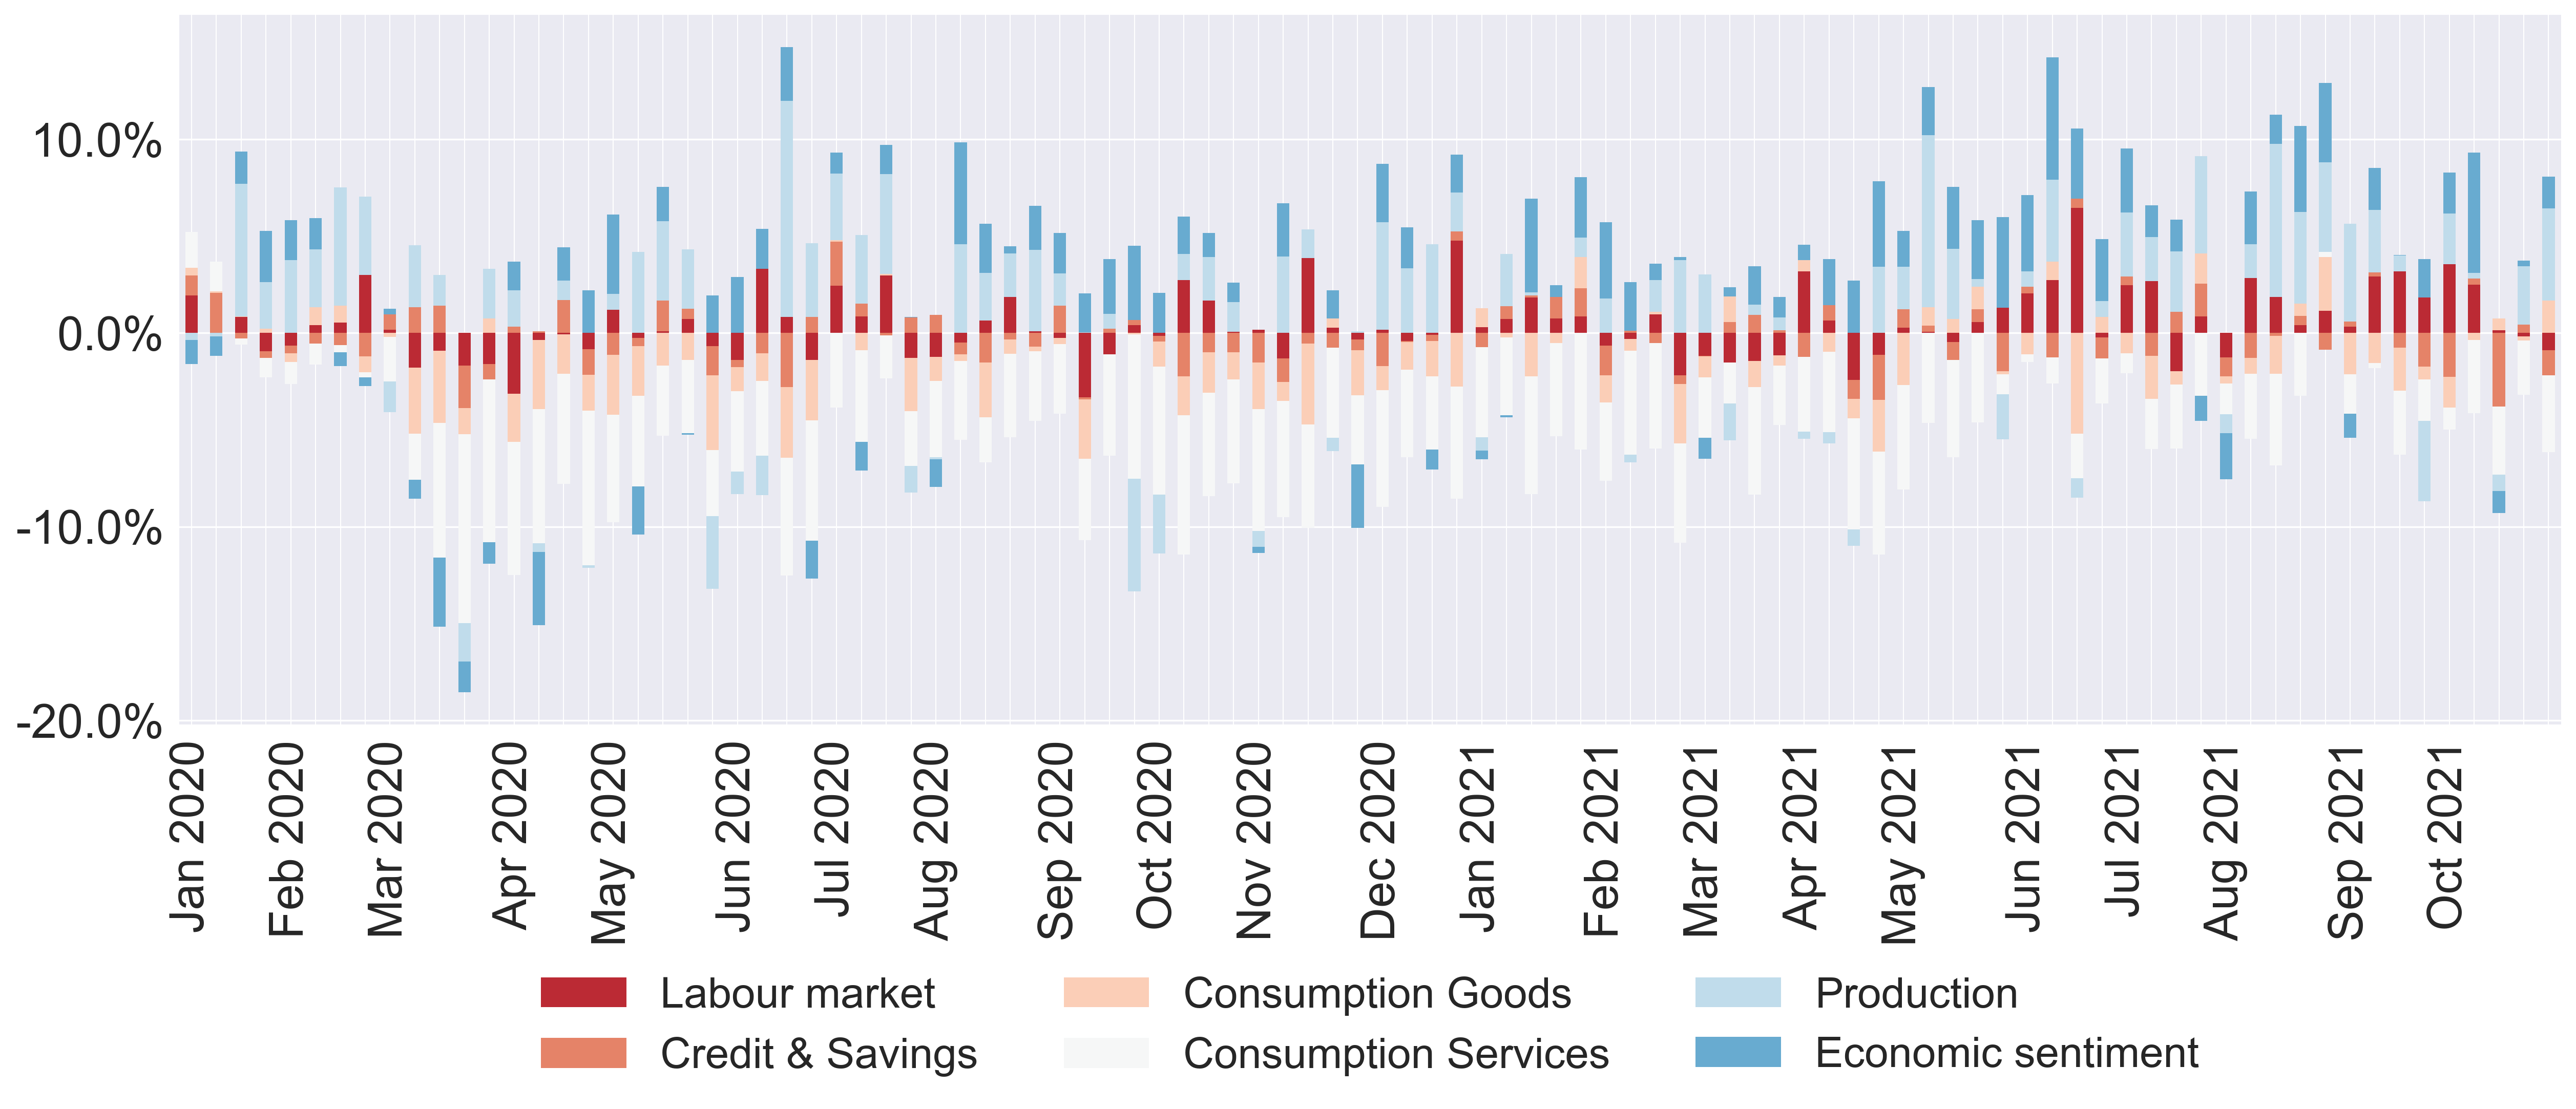 10.0%
0.0%
-10.0%
-20.0%
Jan 2020
Feb 2020
Mar 2020
Apr 2020
May 2020
Jun 2020
Jul 2020
Aug 2020
Sep 2020
Oct 2020
Nov 2020
Dec 2020
Jan 2021
Feb 2021
Mar 2021
Apr 2021
May 2021
Jun 2021
Jul 2021
Aug 2021
Sep 2021
Oct 2021
Labour market
Consumption Goods
Production
Credit & Savings
Consumption Services
Economic sentiment